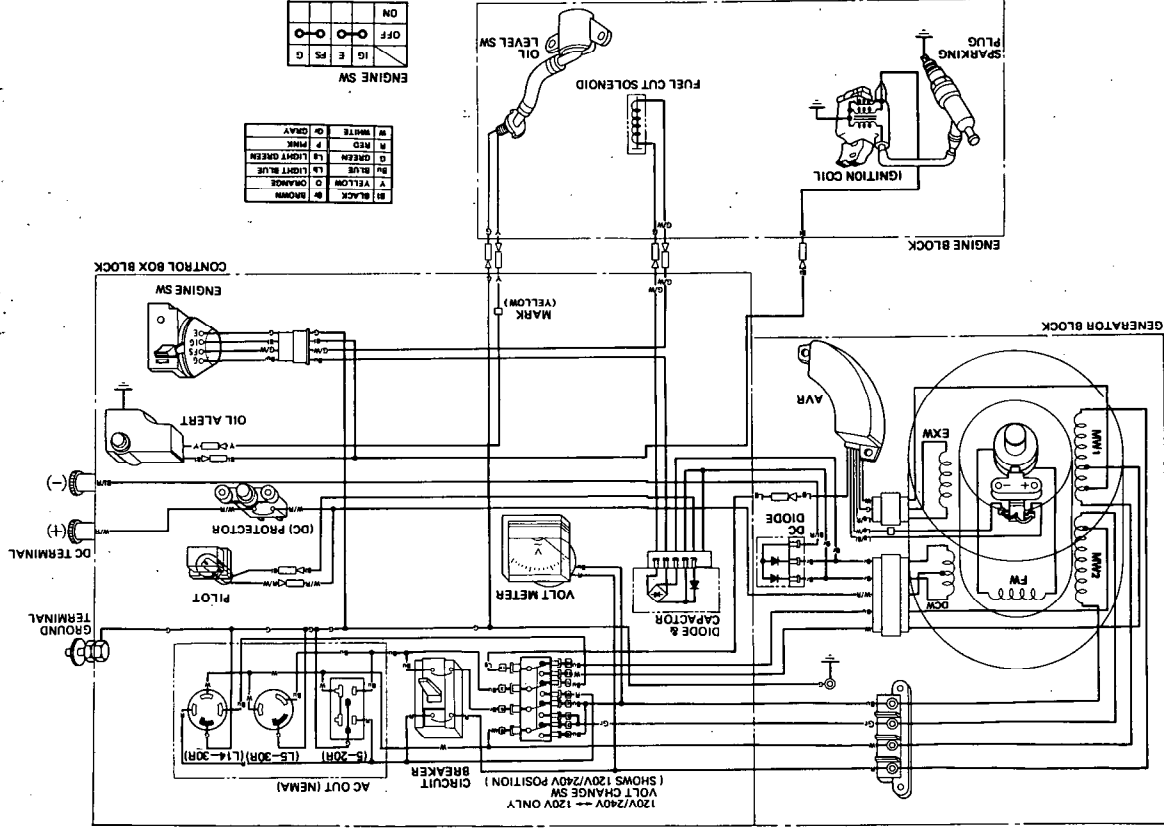 120V/240V ↔ 120V ONLY
VOLT CHANGE SW
( SHOWS 120V/240V POSITION )
AC OUT (NEMA)
CIRCUIT
BREAKER
(5-20R)
(L5-30R)
(L14-30R)
GROUND
TERMINAL
DIODE &
CAPACITOR
VOLT METER
V
PILOT
DC TERMINAL
(+)
(DC) PROTECTOR
(-)
DCW
FW
MW2
DC
DIODE
EXW
MW1
AVR
OIL ALERT
ENGINE SW
G
FS
IG
E
GENERATOR BLOCK
MARK
(YELLOW)
CONTROL BOX BLOCK
ENGINE BLOCK
IGNITION COIL
SPARKING
PLUG
FUEL CUT SOLENOID
OIL
LEVEL SW
Bl BLACK Br BROWN
Y YELLOW O ORANGE
Bu BLUE Lb LIGHT BLUE
G GREEN Lg LIGHT GREEN
R RED P PINK
W WHITE Gr GRAY
ENGINE SW
IG E FS G
OFF
ON